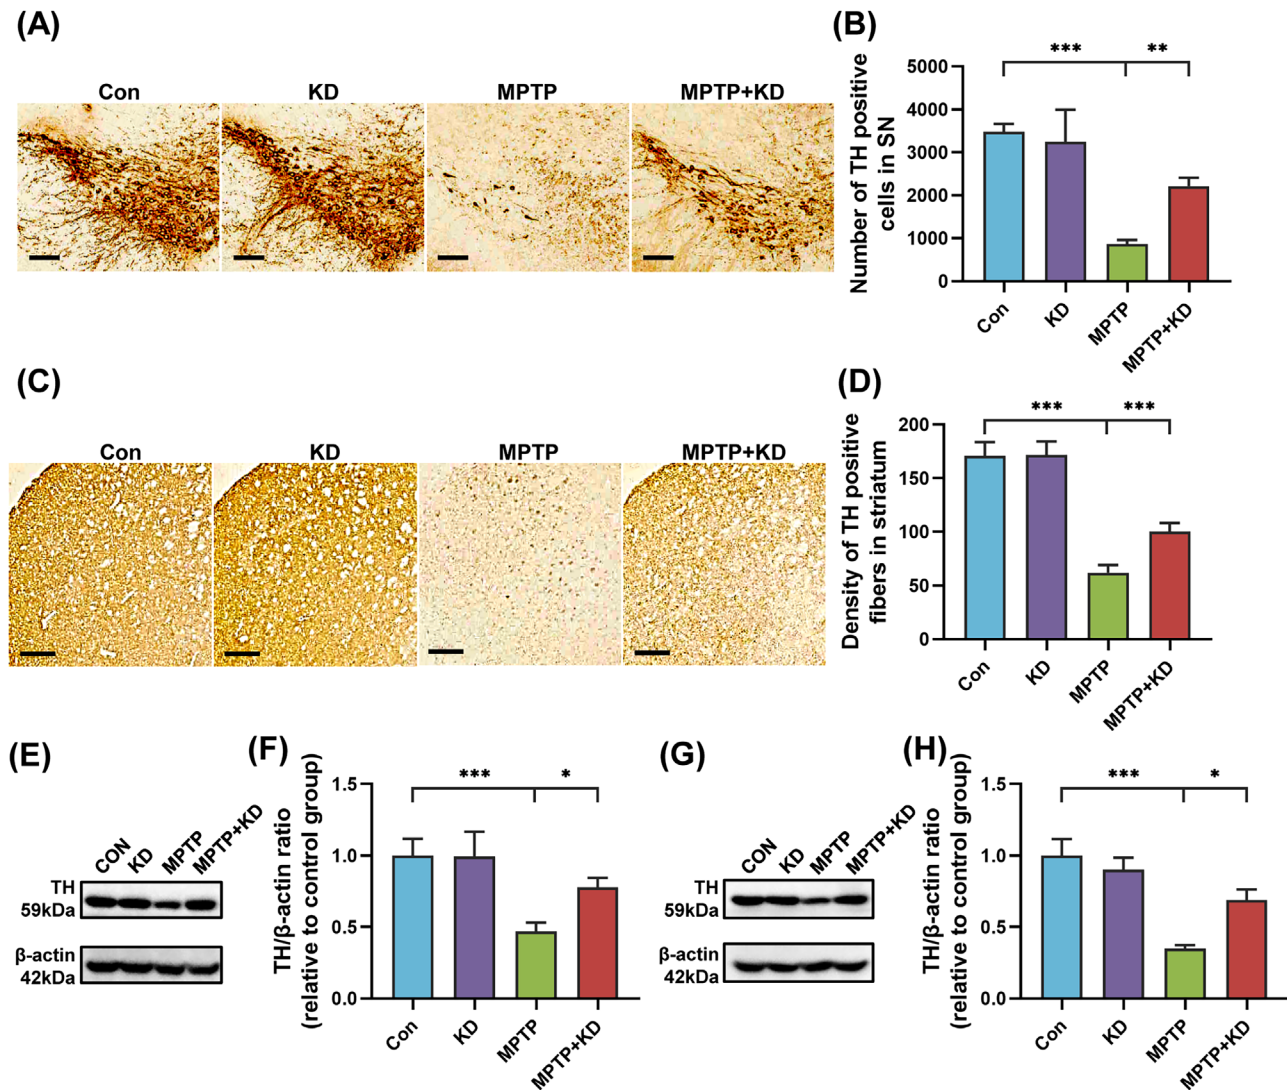 (A)
Con KD MPTP MPTP+KD
(B)
Number of TH positive
cells in SN
5000
4000
3000
2000
1000
0
*** **
Con KD MPTP MPTP+KD
(C)
Con KD MPTP MPTP+KD
(D)
Density of TH positive
fibers in striatum
200
150
100
50
0
*** ***
Con KD MPTP MPTP+KD
(E)
CON KD MPTP MPTP+KD
TH
59kDa
β-actin
42kDa
(F)
TH/β-actin ratio
(relative to control group)
1.5
1.0
0.5
0.0
*** *
Con KD MPTP MPTP+KD
(G)
CON KD MPTP MPTP+KD
TH
59kDa
β-actin
42kDa
(H)
TH/β-actin ratio
(relative to control group)
1.5
1.0
0.5
0.0
*** *
Con KD MPTP MPTP+KD